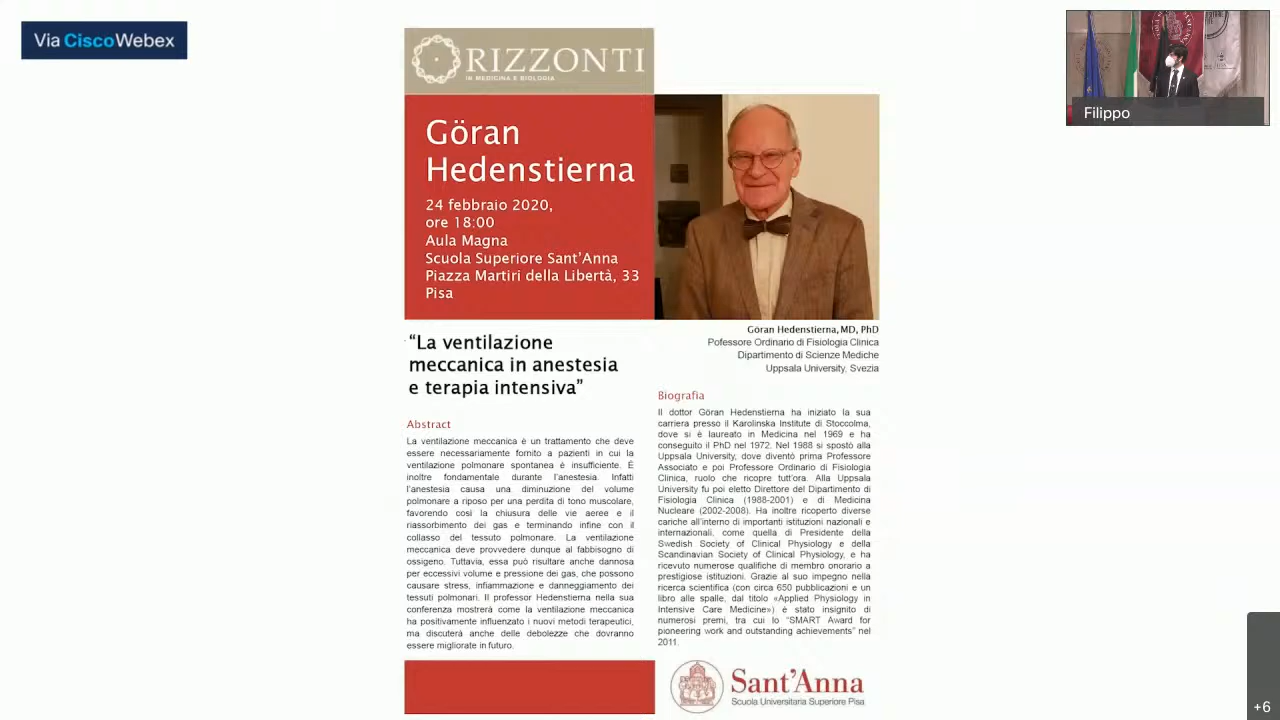 Via CiscoWebex
ORIZZONTI
IN MEDICINA E BIOLOGIA
Filippo
Göran
Hedenstierna
24 febbraio 2020,
ore 18:00
Aula Magna
Scuola Superiore Sant'Anna
Piazza Martiri della Libertà, 33
Pisa
Göran Hedenstierna, MD, PhD
Pofessore Ordinario di Fisiologia Clinica
Dipartimento di Scienze Mediche
Uppsala University, Svezia
“La ventilazione
meccanica in anestesia
e terapia intensiva”
Abstract
La ventilazione meccanica è un trattamento che deve
essere necessariamente fornito a pazienti in cui la
ventilazione polmonare spontanea è insufficiente. È
inoltre fondamentale durante l'anestesia. Infatti
l'anestesia causa una diminuzione del volume
polmonare a riposo per una perdita di tono muscolare,
favorendo così la chiusura delle vie aeree e il
riassorbimento dei gas e terminando infine con il
collasso del tessuto polmonare. La ventilazione
meccanica deve provvedere dunque al fabbisogno di
ossigeno. Tuttavia, essa può risultare anche dannosa
per eccessivi volume e pressione dei gas, che possono
causare stress, infiammazione e danneggiamento dei
tessuti polmonari. Il professor Hedenstierna nella sua
conferenza mostrerà come la ventilazione meccanica
ha positivamente influenzato i nuovi metodi terapeutici,
ma discuterà anche delle debolezze che dovranno
essere migliorate in futuro.
Biografia
Il dottor Göran Hedenstierna ha iniziato la sua
carriera presso il Karolinska Institute di Stoccolma,
dove si è laureato in Medicina nel 1969 e ha
conseguito il PhD nel 1972. Nel 1988 si spostò alla
Uppsala University, dove diventò prima Professore
Associato e poi Professore Ordinario di Fisiologia
Clinica, ruolo che ricopre tutt'ora. Alla Uppsala
University fu poi eletto Direttore del Dipartimento di
Fisiologia Clinica (1988-2001) e di Medicina
Nucleare (2002-2008). Ha inoltre ricoperto diverse
cariche all'interno di importanti istituzioni nazionali e
internazionali, come quella di Presidente della
Swedish Society of Clinical Physiology e della
Scandinavian Society of Clinical Physiology, e ha
ricevuto numerose qualifiche di membro onorario a
prestigiose istituzioni. Grazie al suo impegno nella
ricerca scientifica (con circa 650 pubblicazioni e un
libro alle spalle, dal titolo «Applied Physiology in
Intensive Care Medicine») è stato insignito di
numerosi premi, tra cui lo “SMART Award for
pioneering work and outstanding achievements” nel
2011.
Sant'Anna
Scuola Universitaria Superiore Pisa
+6